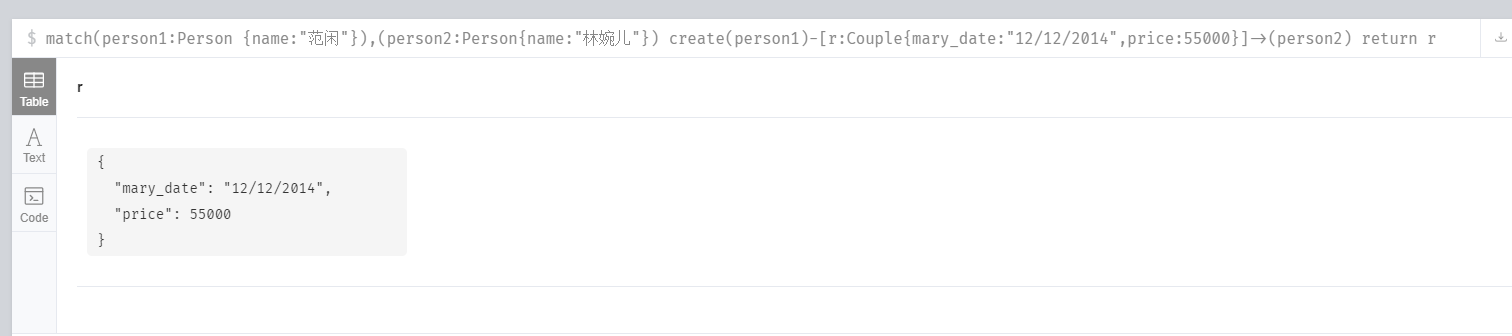 $ match(person1:Person {name:"范闲"}),(person2:Person{name:"林婉儿"}) create(person1)-[r:Couple{mary_date:"12/12/2014",price:55000}]->(person2) return r
r
Table
{
"mary_date": "12/12/2014",
"price": 55000
}
Text
Code